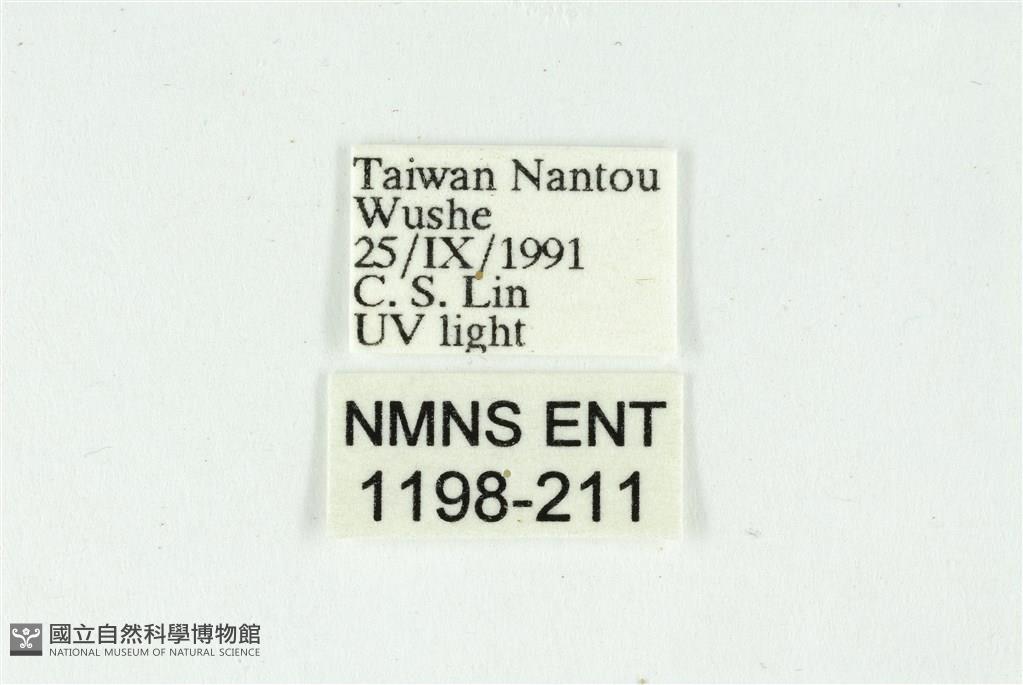 Taiwan Nantou
Wushe
25/IX/1991
C. S. Lin
UV light
NMNS ENT
1198-211
國立自然科學博物館
NATIONAL MUSEUM OF NATURAL SCIENCE